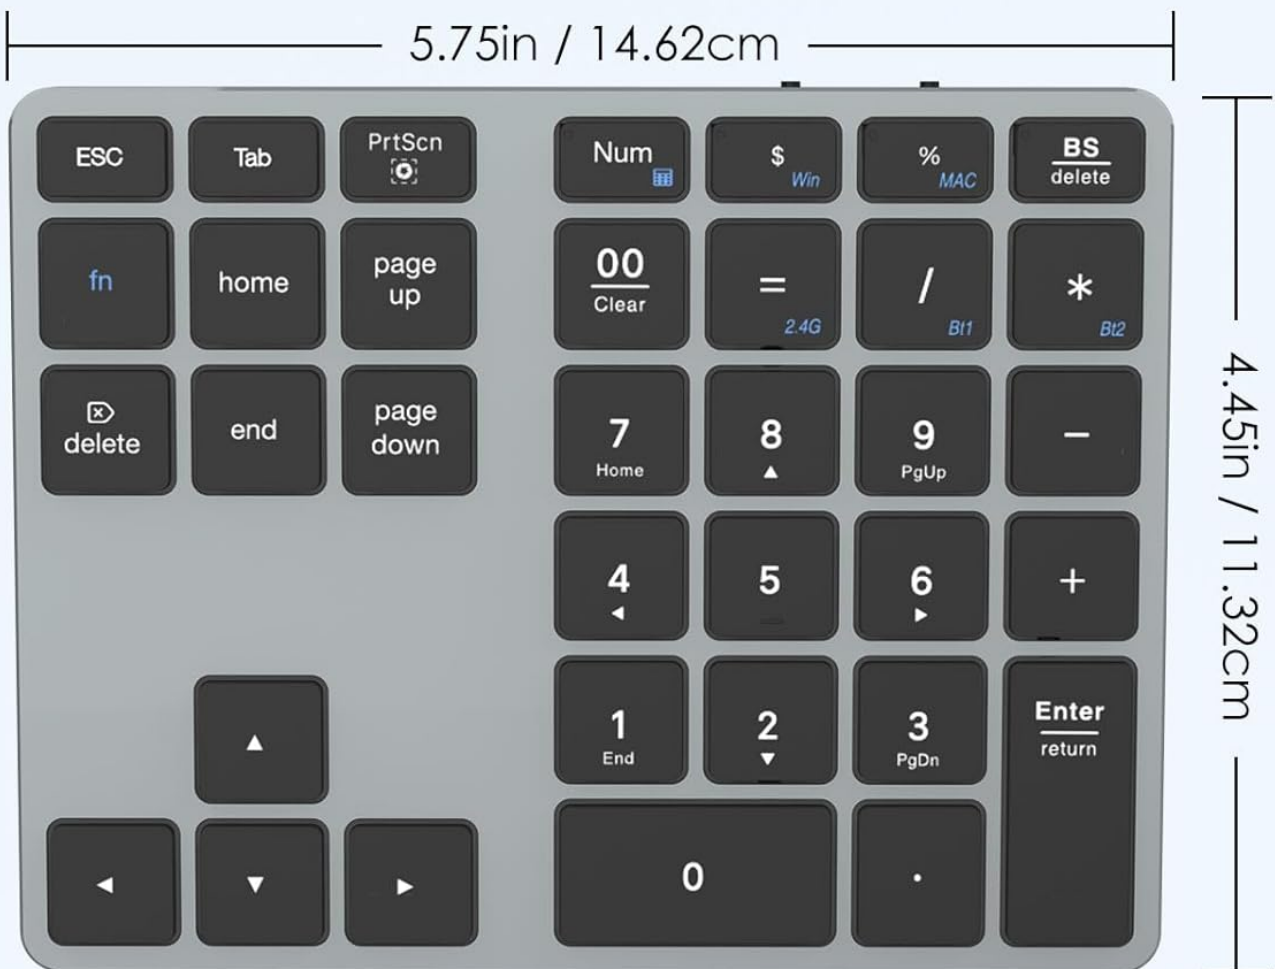 5.75in / 14.62cm
ESC
Tab
PrtScn
Num
$
Win
%
MAC
BS
delete
fn
home
page
up
00
Clear
=
2.4G
/
Bt1
*
Bt2
delete
end
page
down
7
Home
8
▲
9
PgUp
−
4
◀
5
6
▶
+
1
End
2
▼
3
PgDn
Enter
return
▲
◀
▼
▶
0
.
4.45in / 11.32cm